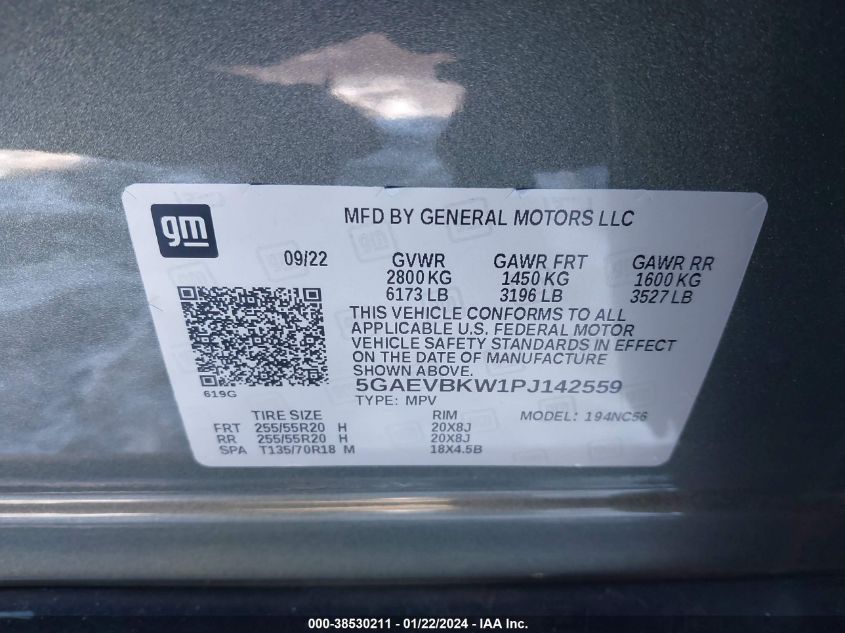 gm
MFD BY GENERAL MOTORS LLC
09/22 GVWR GAWR FRT GAWR RR
2800 KG 1450 KG 1600 KG
6173 LB 3196 LB 3527 LB
THIS VEHICLE CONFORMS TO ALL
APPLICABLE U.S. FEDERAL MOTOR
VEHICLE SAFETY STANDARDS IN EFFECT
ON THE DATE OF MANUFACTURE
SHOWN ABOVE.
619G
5GAEVBKW1PJ142559
TYPE: MPV MODEL: 194NC56
TIRE SIZE RIM
FRT 255/55R20 H 20X8J
RR 255/55R20 H 20X8J
SPA T135/70R18 M 18X4.5B
000-38530211 - 01/22/2024 - IAA Inc.